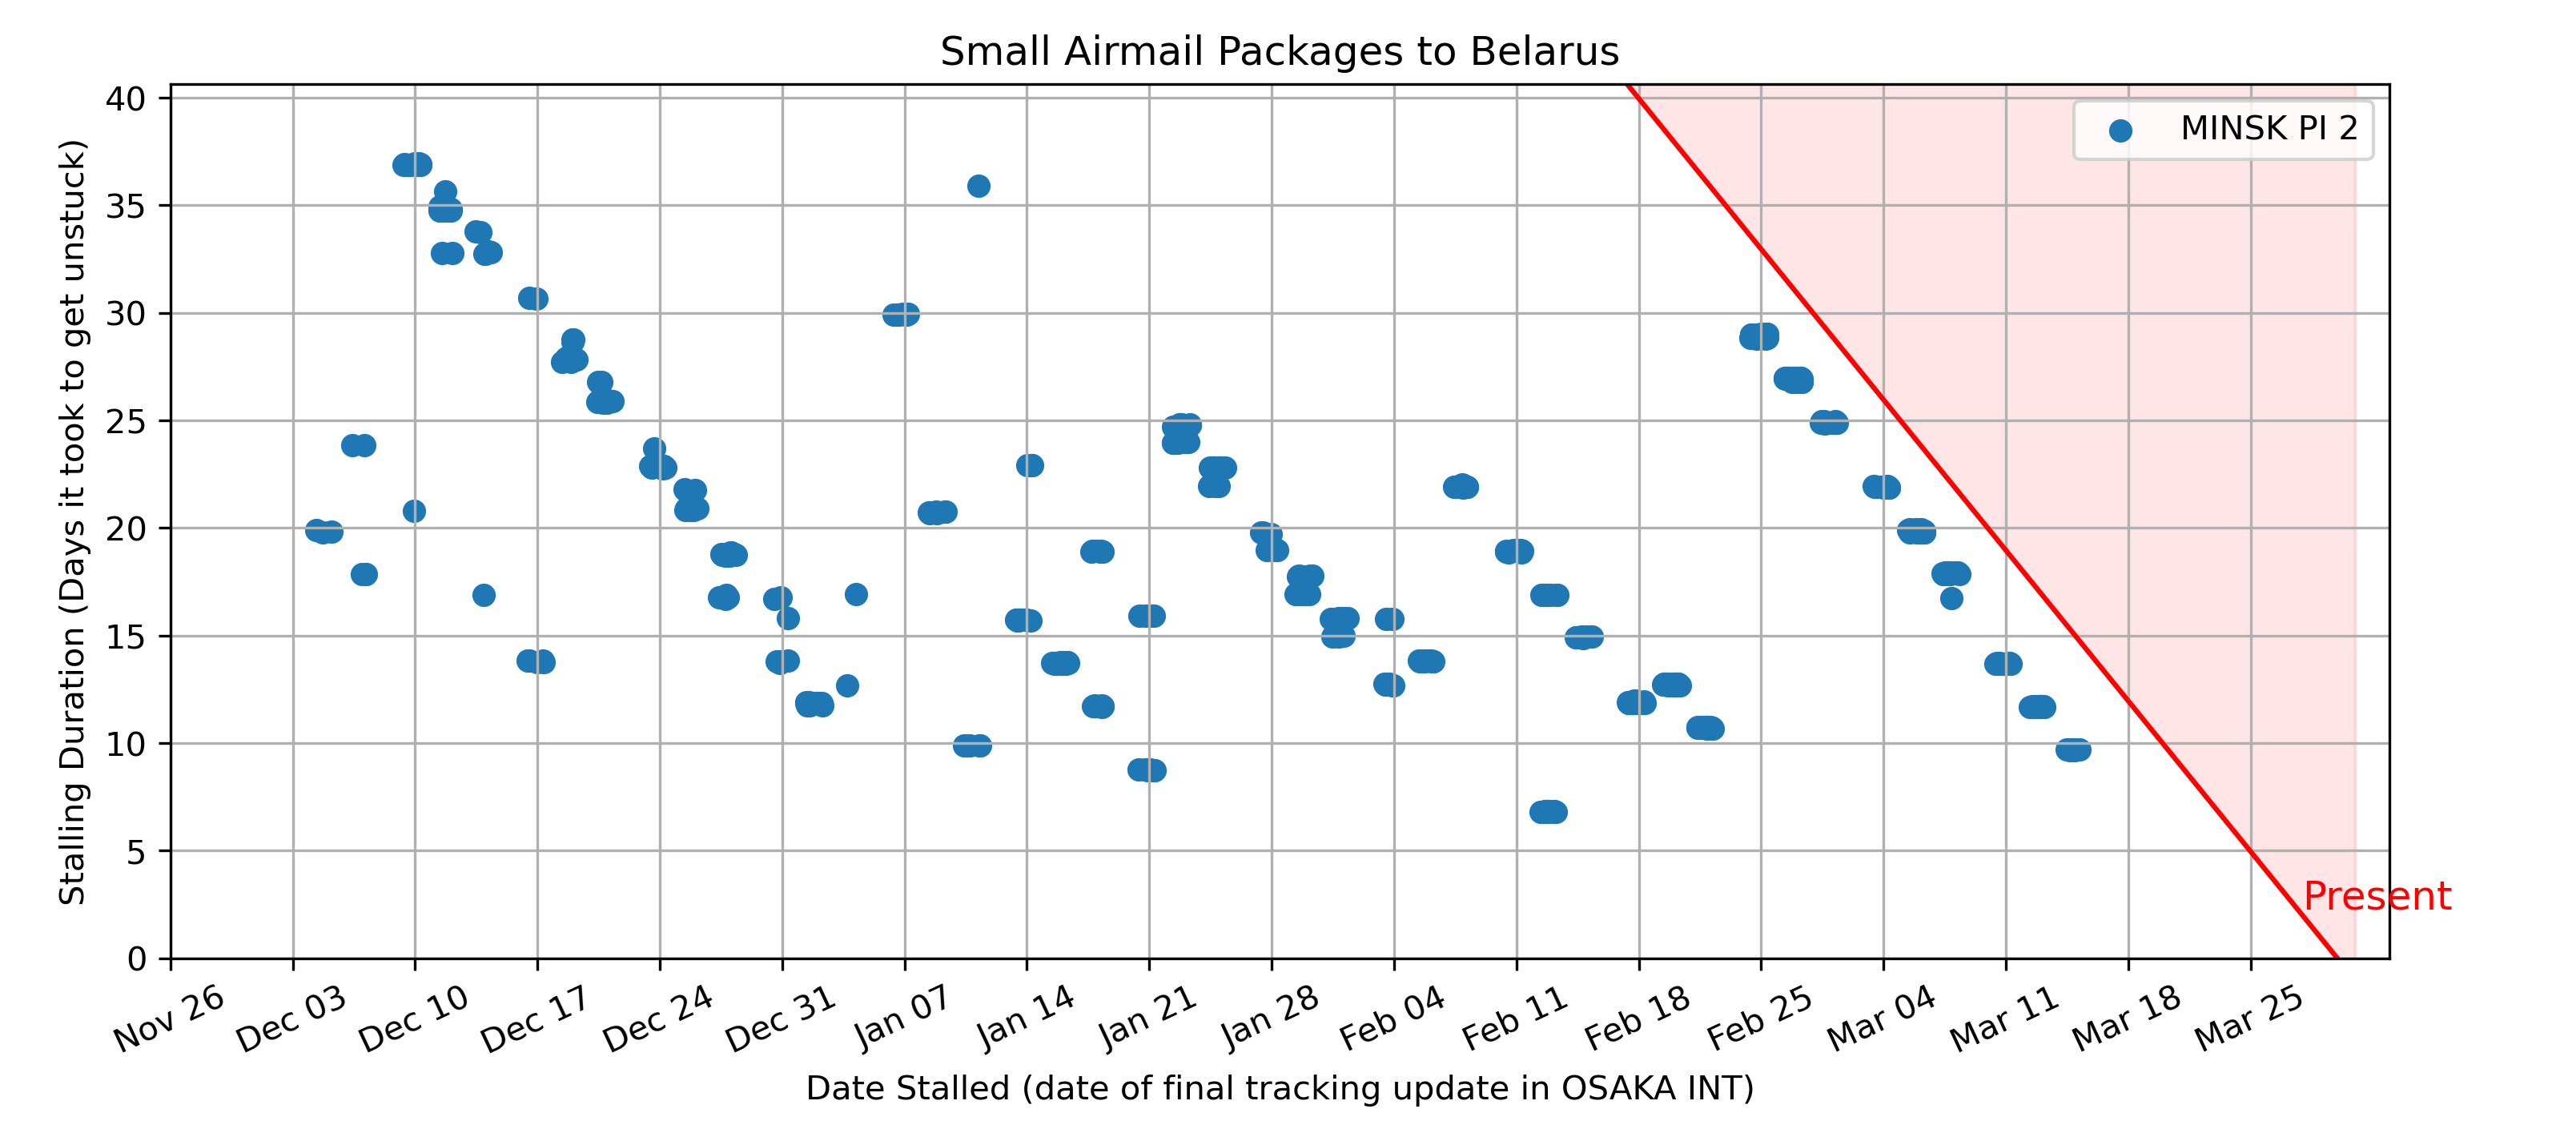 Small Airmail Packages to Belarus
MINSK PI 2
Stalling Duration (Days it took to get unstuck)
40
35
30
25
20
15
10
5
0
Present
Nov 26
Dec 03
Dec 10
Dec 17
Dec 24
Dec 31
Jan 07
Jan 14
Jan 21
Jan 28
Feb 04
Feb 11
Feb 18
Feb 25
Mar 04
Mar 11
Mar 18
Mar 25
Date Stalled (date of final tracking update in OSAKA INT)